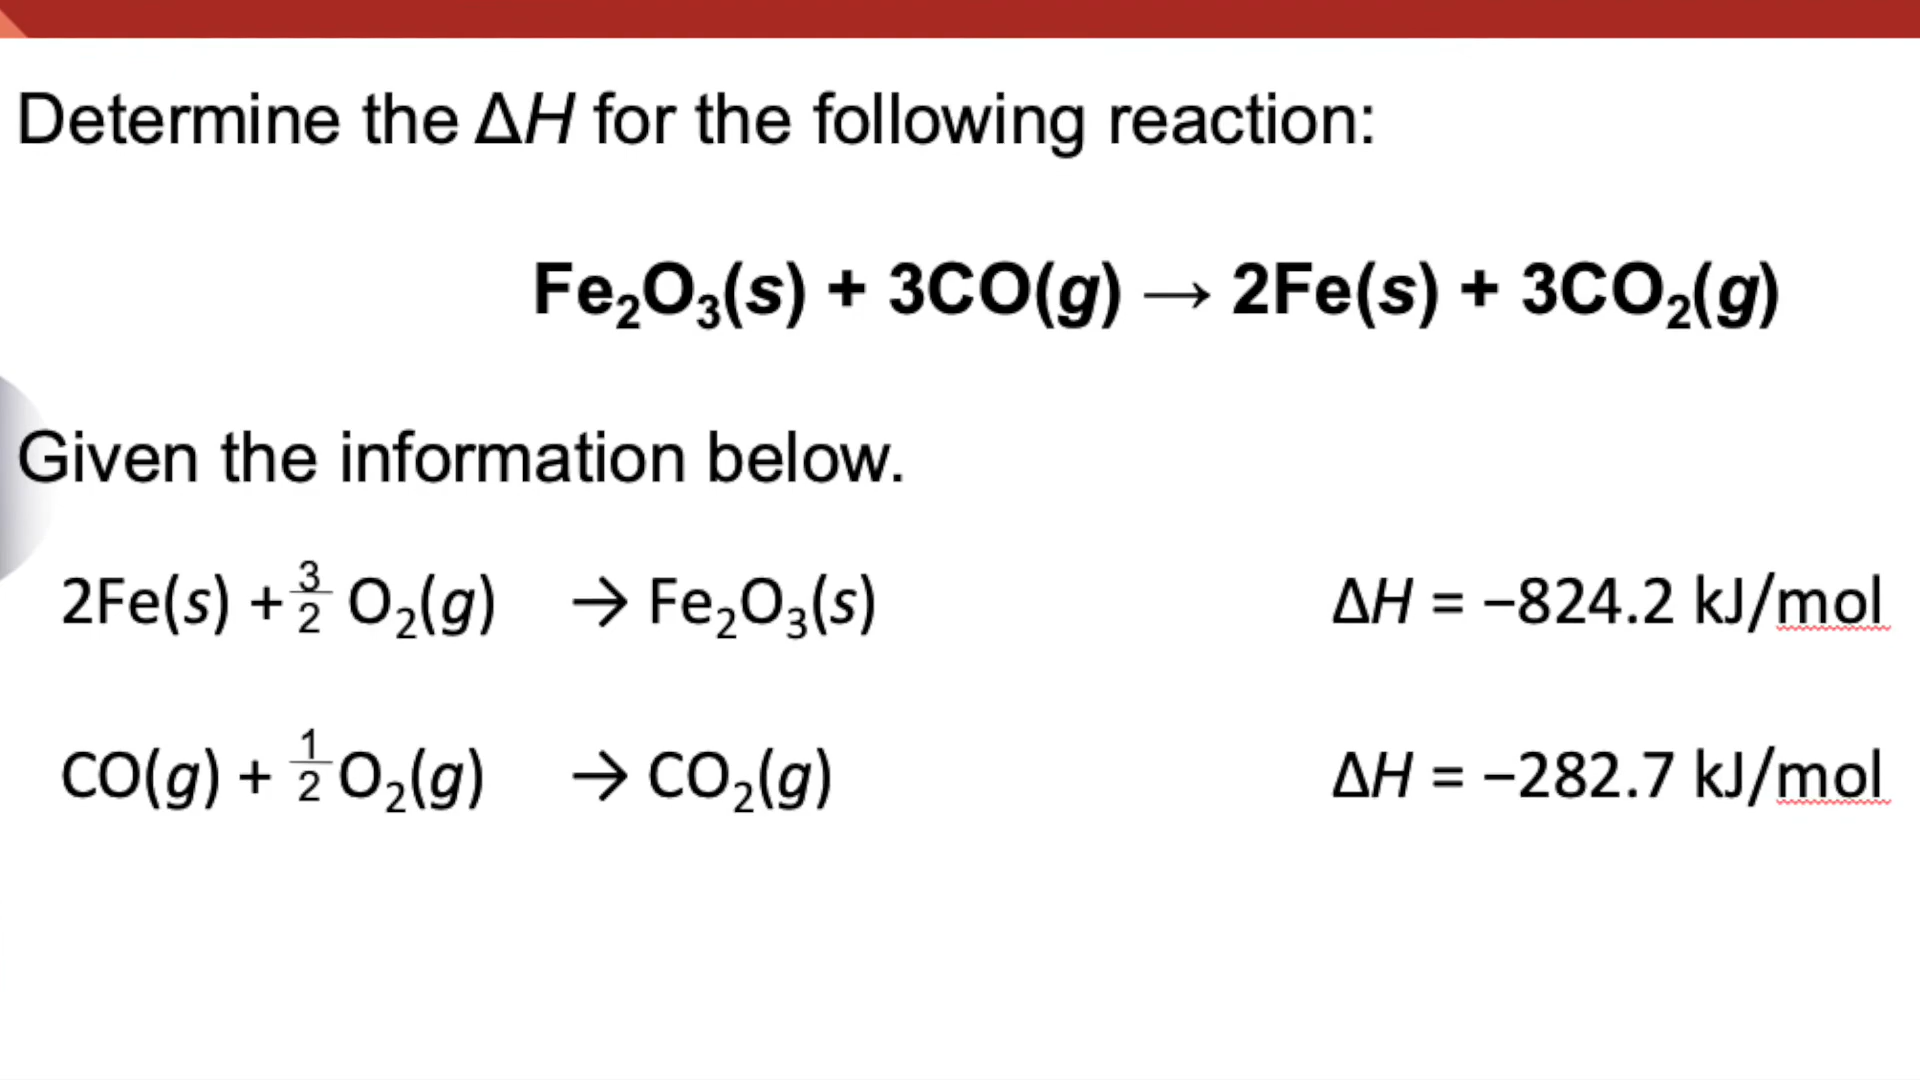 Determine the ΔH for the following reaction:
Fe₂O₃(s) + 3CO(g) → 2Fe(s) + 3CO₂(g)
Given the information below.
2Fe(s) + 3/2 O₂(g) → Fe₂O₃(s) ΔH = −824.2 kJ/mol
CO(g) + 1/2 O₂(g) → CO₂(g) ΔH = −282.7 kJ/mol